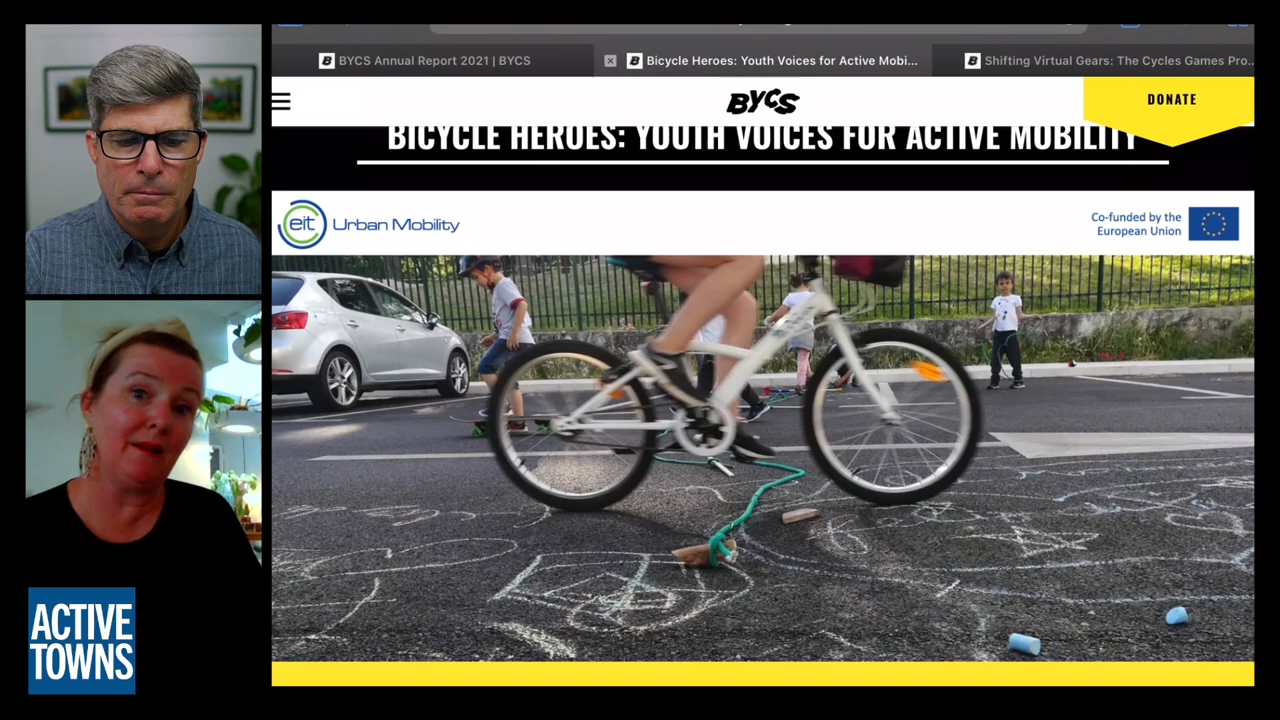 BYCS Annual Report 2021 | BYCS
Bicycle Heroes: Youth Voices for Active Mobi...
Shifting Virtual Gears: The Cycles Games Pro...
BYCS
DONATE
BICYCLE HEROES: YOUTH VOICES FOR ACTIVE MOBILITY
eit Urban Mobility
Co-funded by the
European Union
ACTIVE
TOWNS